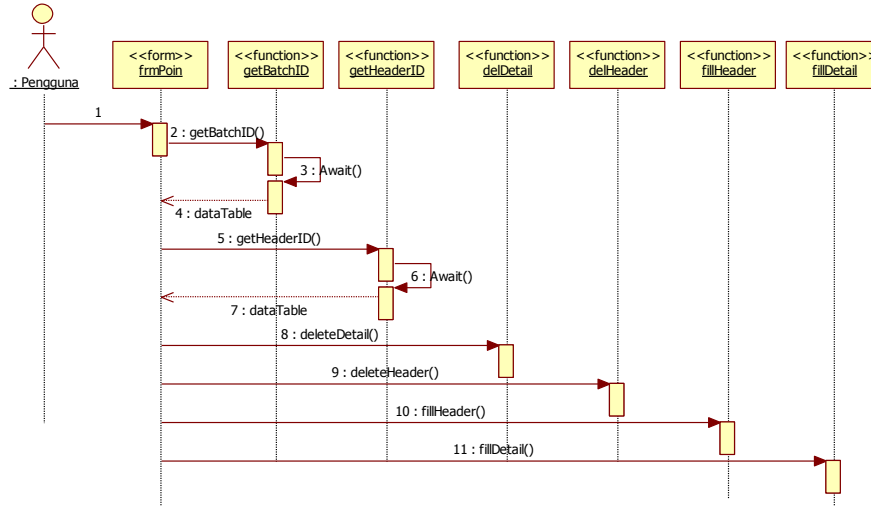 : Pengguna
<<form>>
frmPoin
<<function>>
getBatchID
<<function>>
getHeaderID
<<function>>
delDetail
<<function>>
delHeader
<<function>>
fillHeader
<<function>>
fillDetail
1
2 : getBatchID()
3 : Await()
4 : dataTable
5 : getHeaderID()
6 : Await()
7 : dataTable
8 : deleteDetail()
9 : deleteHeader()
10 : fillHeader()
11 : fillDetail()